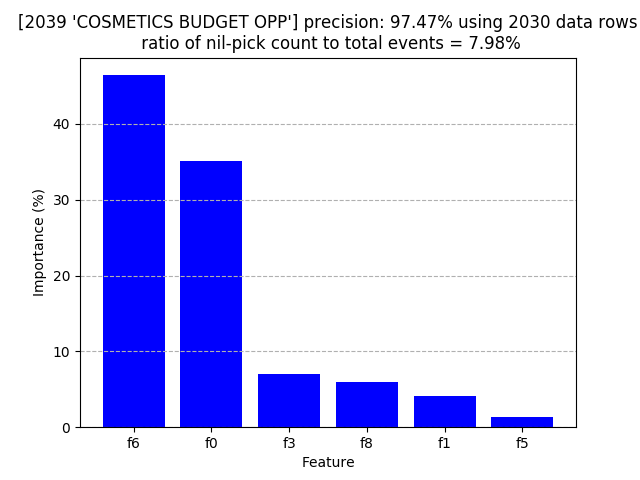 [2039 'COSMETICS BUDGET OPP'] precision: 97.47% using 2030 data rows
ratio of nil-pick count to total events = 7.98%
Importance (%)
40
30
20
10
0
f6 f0 f3 f8 f1 f5
Feature